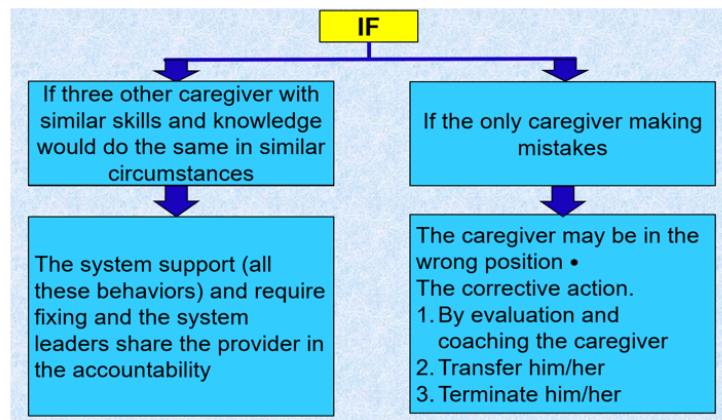 IF
If three other caregiver with
similar skills and knowledge
would do the same in similar
circumstances
If the only caregiver making
mistakes
The system support (all
these behaviors) and require
fixing and the system
leaders share the provider in
the accountability
The caregiver may be in the
wrong position •
The corrective action.
1. By evaluation and
coaching the caregiver
2. Transfer him/her
3. Terminate him/her